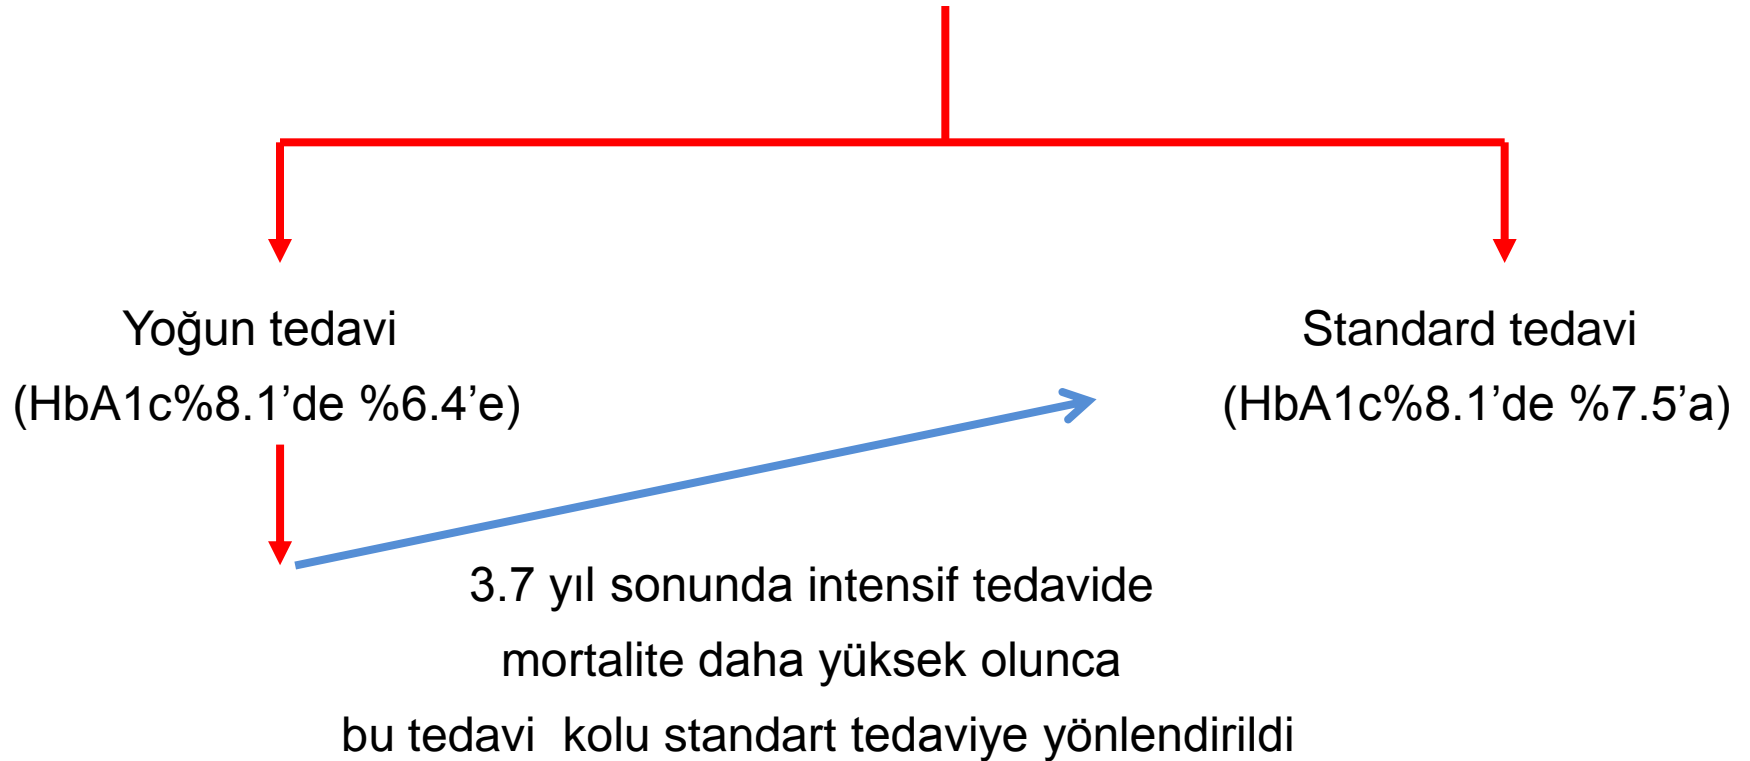 Yoğun tedavi
(HbA1c%8.1’de %6.4’e)
Standard tedavi
(HbA1c%8.1’de %7.5’a)
3.7 yıl sonunda intensif tedavide
mortalite daha yüksek olunca
bu tedavi kolu standart tedaviye yönlendirildi